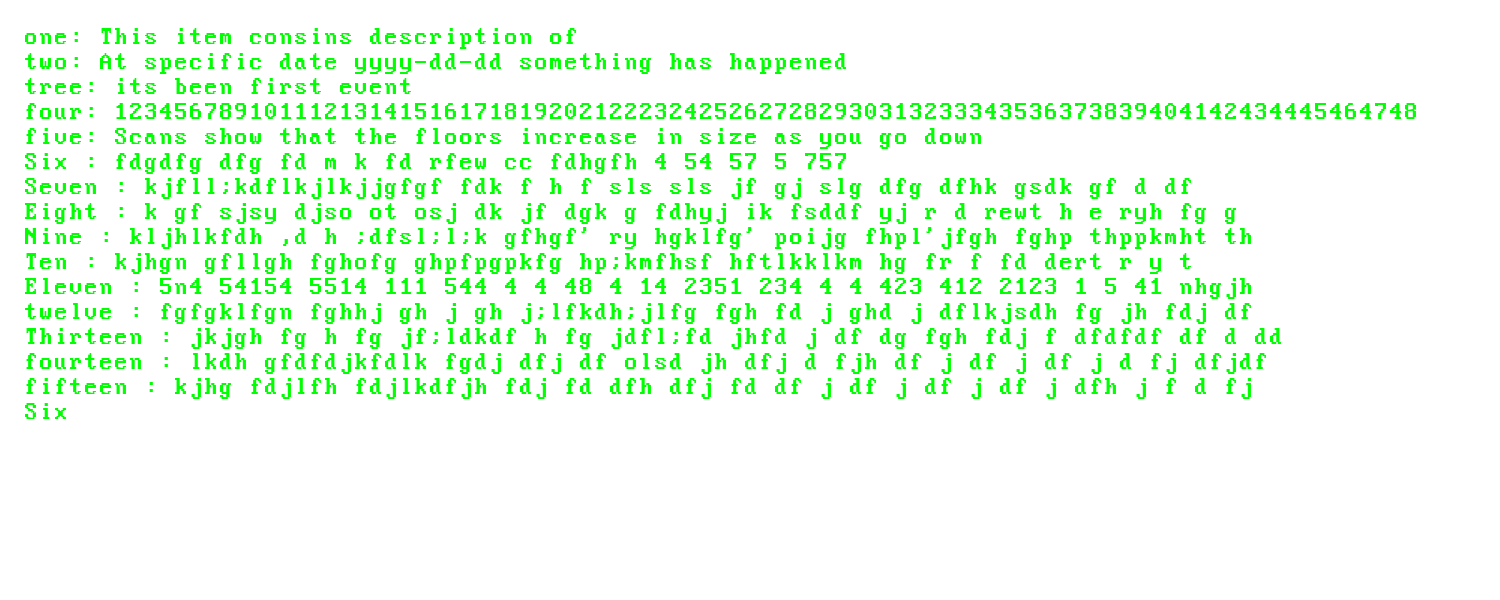 one: This item consins description of
two: At specific date yyyy-dd-dd something has happened
tree: its been first event
four: 123456789101112131415161718192021222324252627282930313233343536373839404142434445464748
five: Scans show that the floors increase in size as you go down
Six : fdgdfg dfg fd m k fd rfew cc fdhgfh 4 54 57 5 757
Seven : kjfll;kdflkjlkjjgfgf fdk f h f sls sls jf gj slg dfg dfhk gsdk gf d df
Eight : k gf sjsy djso ot osj dk jf dgk g fdhyj ik fsddf yj r d rewt h e ryh fg g
Nine : kljhlkfdh ,d h ;dfsl;l;k gfhgf' ry hgklfg' poijg fhpl'jfgh fghp thppkmht th
Ten : kjhgn gfllgh fghofg ghpfpgpkfg hp;kmfhsf hftlkklkm hg fr f fd dert r y t
Eleven : 5n4 54154 5514 111 544 4 4 48 4 14 2351 234 4 4 423 412 2123 1 5 41 nhgjh
twelve : fgfgklfgn fghhj gh j gh j;lfkdh;jlfg fgh fd j ghd j dflkjsdh fg jh fdj df
Thirteen : jkjgh fg h fg jf;ldkdf h fg jdfl;fd jhfd j df dg fgh fdj f dfdfdf df d dd
fourteen : lkdh gfdfdjkfdlk fgdj dfj df olsd jh dfj d fjh df j df j df j d fj dfjdf
fifteen : kjhg fdjlfh fdjlkdfjh fdj fd dfh dfj fd df j df j df j df j dfh j f d fj
Six